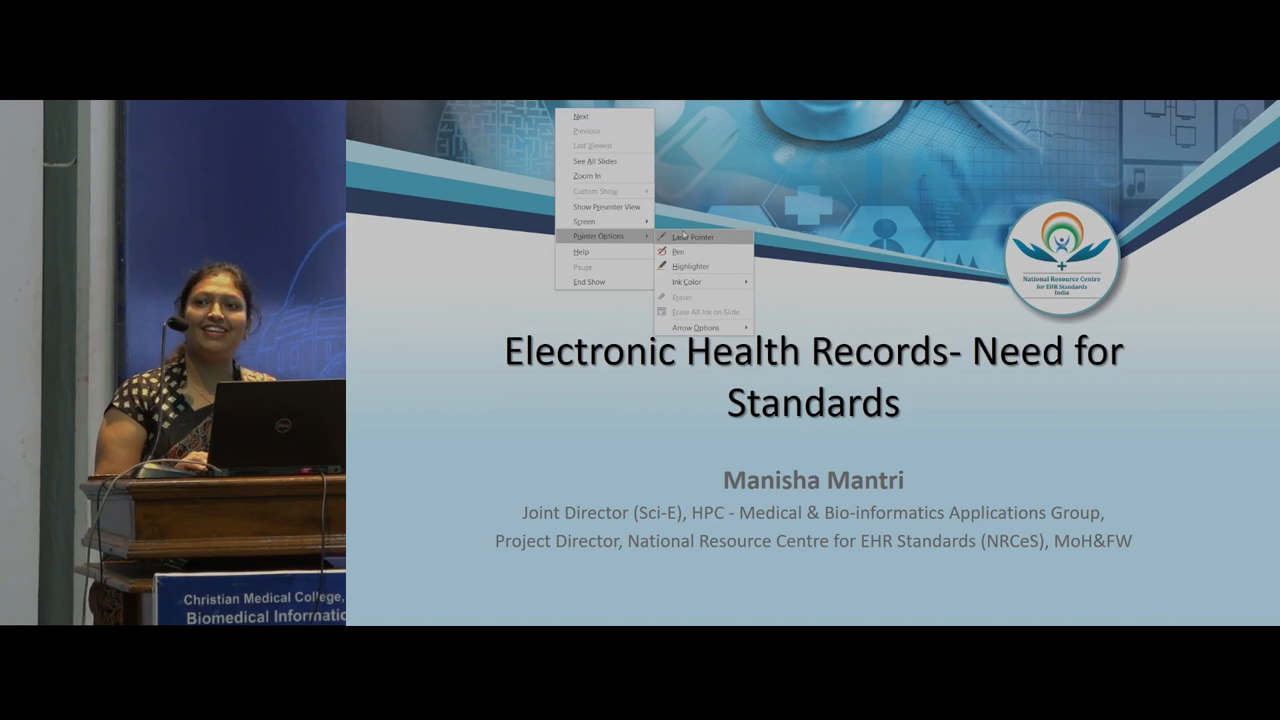 Next
Previous
Last Viewed
See All Slides
Zoom In
Custom Show
Show Presenter View
Screen
Pointer Options
Help
Pause
End Show
Laser Pointer
Pen
Highlighter
Ink Color
Eraser
Erase All Ink on Slide
Arrow Options
National Resource Centre
for EHR Standards
India
Electronic Health Records- Need for
Standards
Manisha Mantri
Joint Director (Sci-E), HPC - Medical & Bio-informatics Applications Group,
Project Director, National Resource Centre for EHR Standards (NRCeS), MoH&FW
DELL
Christian Medical College,
Biomedical Informatic